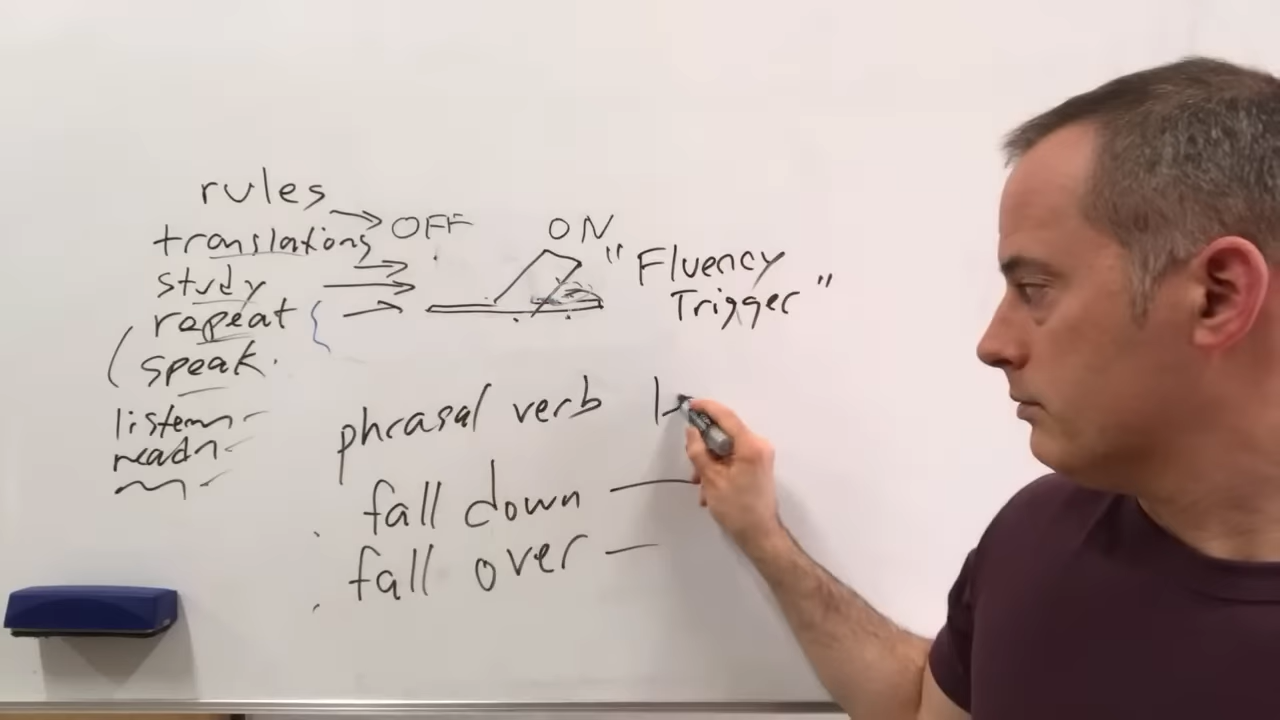 rules
translations
study
repeat
speak.
OFF
ON
"Fluency
Trigger"
phrasal verb
fall down —
fall over —